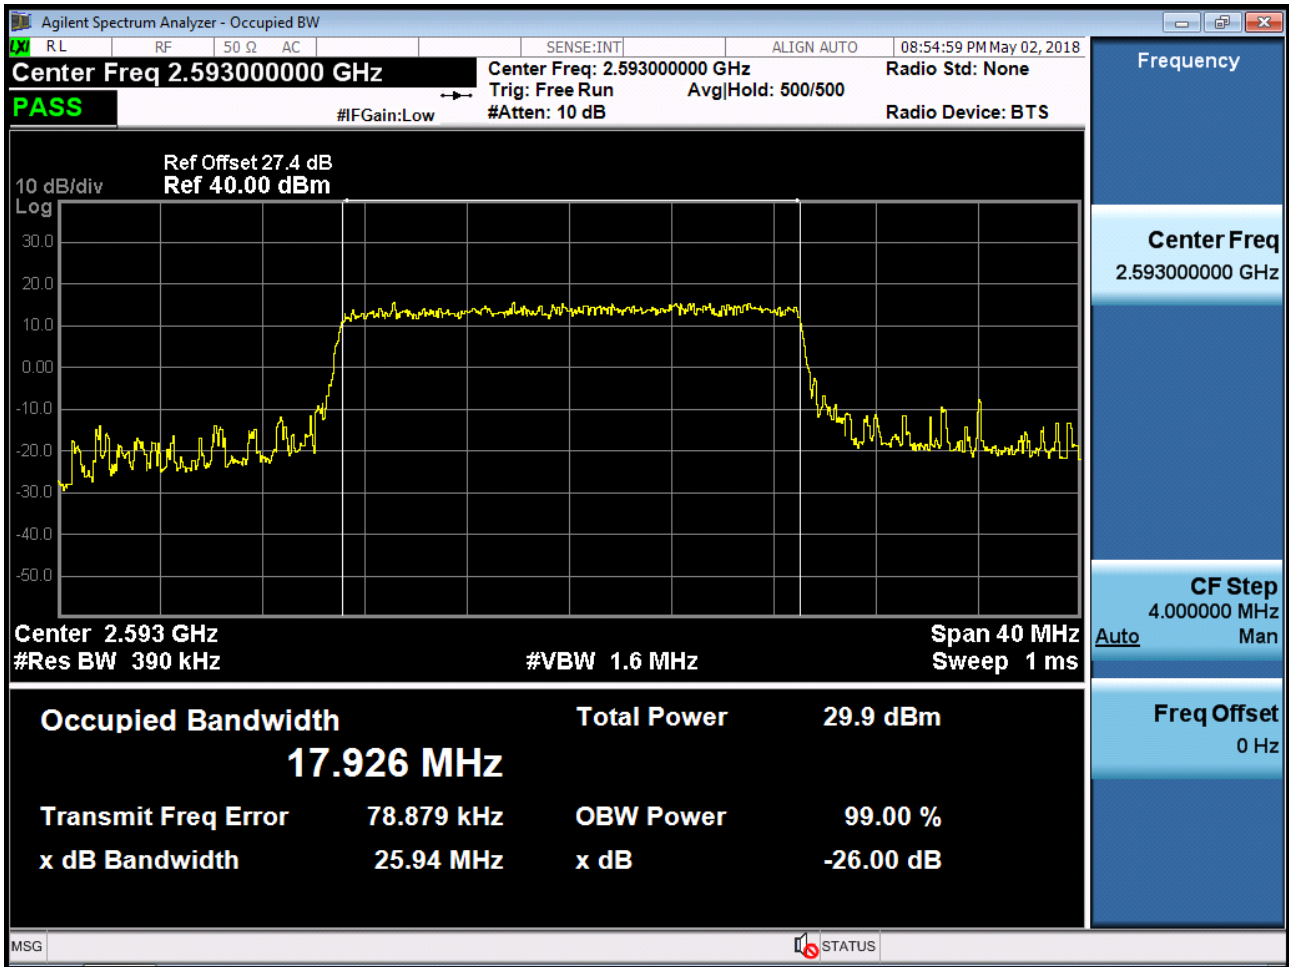 Agilent Spectrum Analyzer - Occupied BW
LXI RL RF 50 Ω AC SENSE:INT ALIGN AUTO 08:54:59 PM May 02, 2018
Center Freq 2.593000000 GHz
PASS
#IFGain:Low
Center Freq: 2.593000000 GHz
Trig: Free Run Avg|Hold: 500/500
#Atten: 10 dB
Radio Std: None
Radio Device: BTS
Ref Offset 27.4 dB
10 dB/div Ref 40.00 dBm
Log
30.0
20.0
10.0
0.00
-10.0
-20.0
-30.0
-40.0
-50.0
Center 2.593 GHz Span 40 MHz
#Res BW 390 kHz #VBW 1.6 MHz Sweep 1 ms
Occupied Bandwidth Total Power 29.9 dBm
17.926 MHz
Transmit Freq Error 78.879 kHz OBW Power 99.00 %
x dB Bandwidth 25.94 MHz x dB -26.00 dB
Frequency
Center Freq
2.593000000 GHz
CF Step
4.000000 MHz
Auto Man
Freq Offset
0 Hz
MSG STATUS